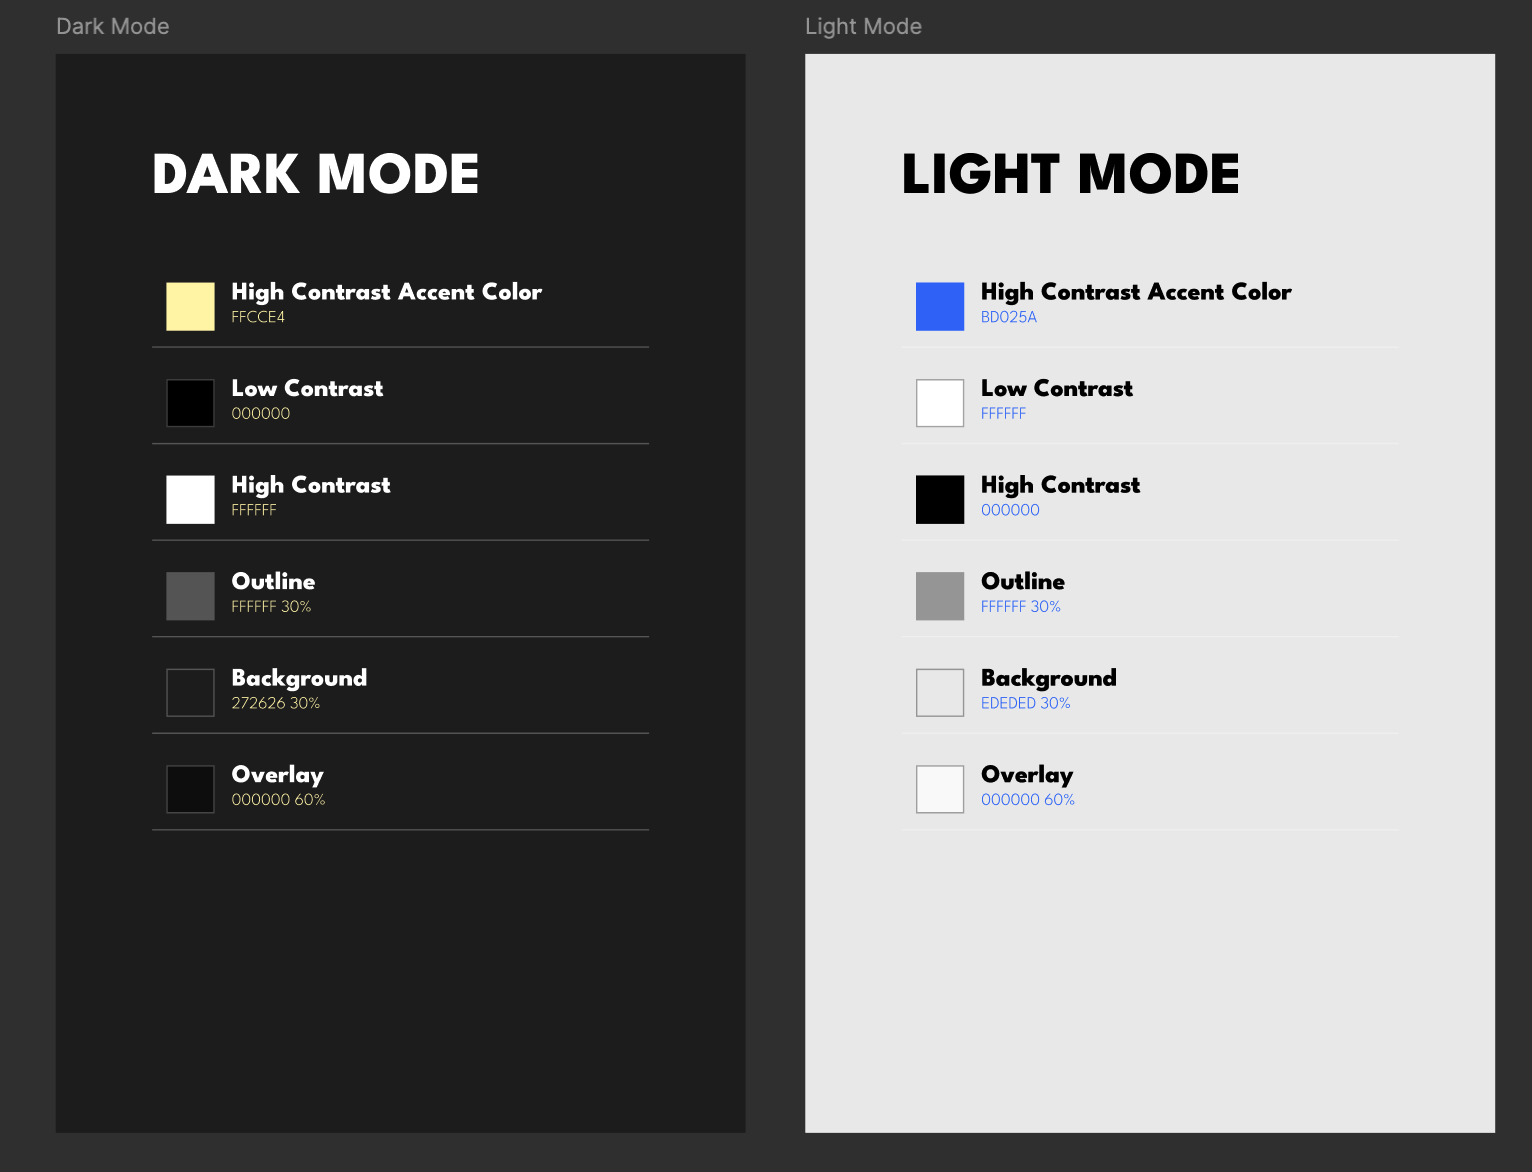 Dark Mode
DARK MODE
High Contrast Accent Color
FFCCE4
Low Contrast
000000
High Contrast
FFFFFF
Outline
FFFFFF 30%
Background
272626 30%
Overlay
000000 60%
Light Mode
LIGHT MODE
High Contrast Accent Color
BD025A
Low Contrast
FFFFFF
High Contrast
000000
Outline
FFFFFF 30%
Background
EDEDED 30%
Overlay
000000 60%